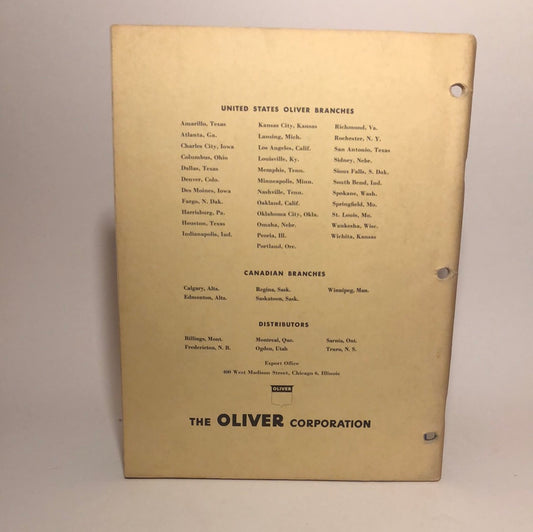 UNITED STATES OLIVER BRANCHES
Amarillo, Texas
Atlanta, Ga.
Charles City, Iowa
Columbus, Ohio
Dallas, Texas
Denver, Colo.
Des Moines, Iowa
Fargo, N. Dak.
Harrisburg, Pa.
Houston, Texas
Indianapolis, Ind.
Kansas City, Kansas
Lansing, Mich.
Los Angeles, Calif.
Louisville, Ky.
Memphis, Tenn.
Minneapolis, Minn.
Nashville, Tenn.
Oakland, Calif.
Oklahoma City, Okla.
Omaha, Nebr.
Peoria, Ill.
Portland, Ore.
Richmond, Va.
Rochester, N. Y.
San Antonio, Texas
Sidney, Nebr.
Sioux Falls, S. Dak.
South Bend, Ind.
Spokane, Wash.
Springfield, Mo.
St. Louis, Mo.
Waukesha, Wisc.
Wichita, Kansas
CANADIAN BRANCHES
Calgary, Alta.
Edmonton, Alta.
Regina, Sask.
Saskatoon, Sask.
Winnipeg, Man.
DISTRIBUTORS
Billings, Mont.
Fredericton, N. B.
Montreal, Que.
Ogden, Utah
Sarnia, Ont.
Truro, N. S.
Export Office
400 West Madison Street, Chicago 6, Illinois
OLIVER
THE OLIVER CORPORATION